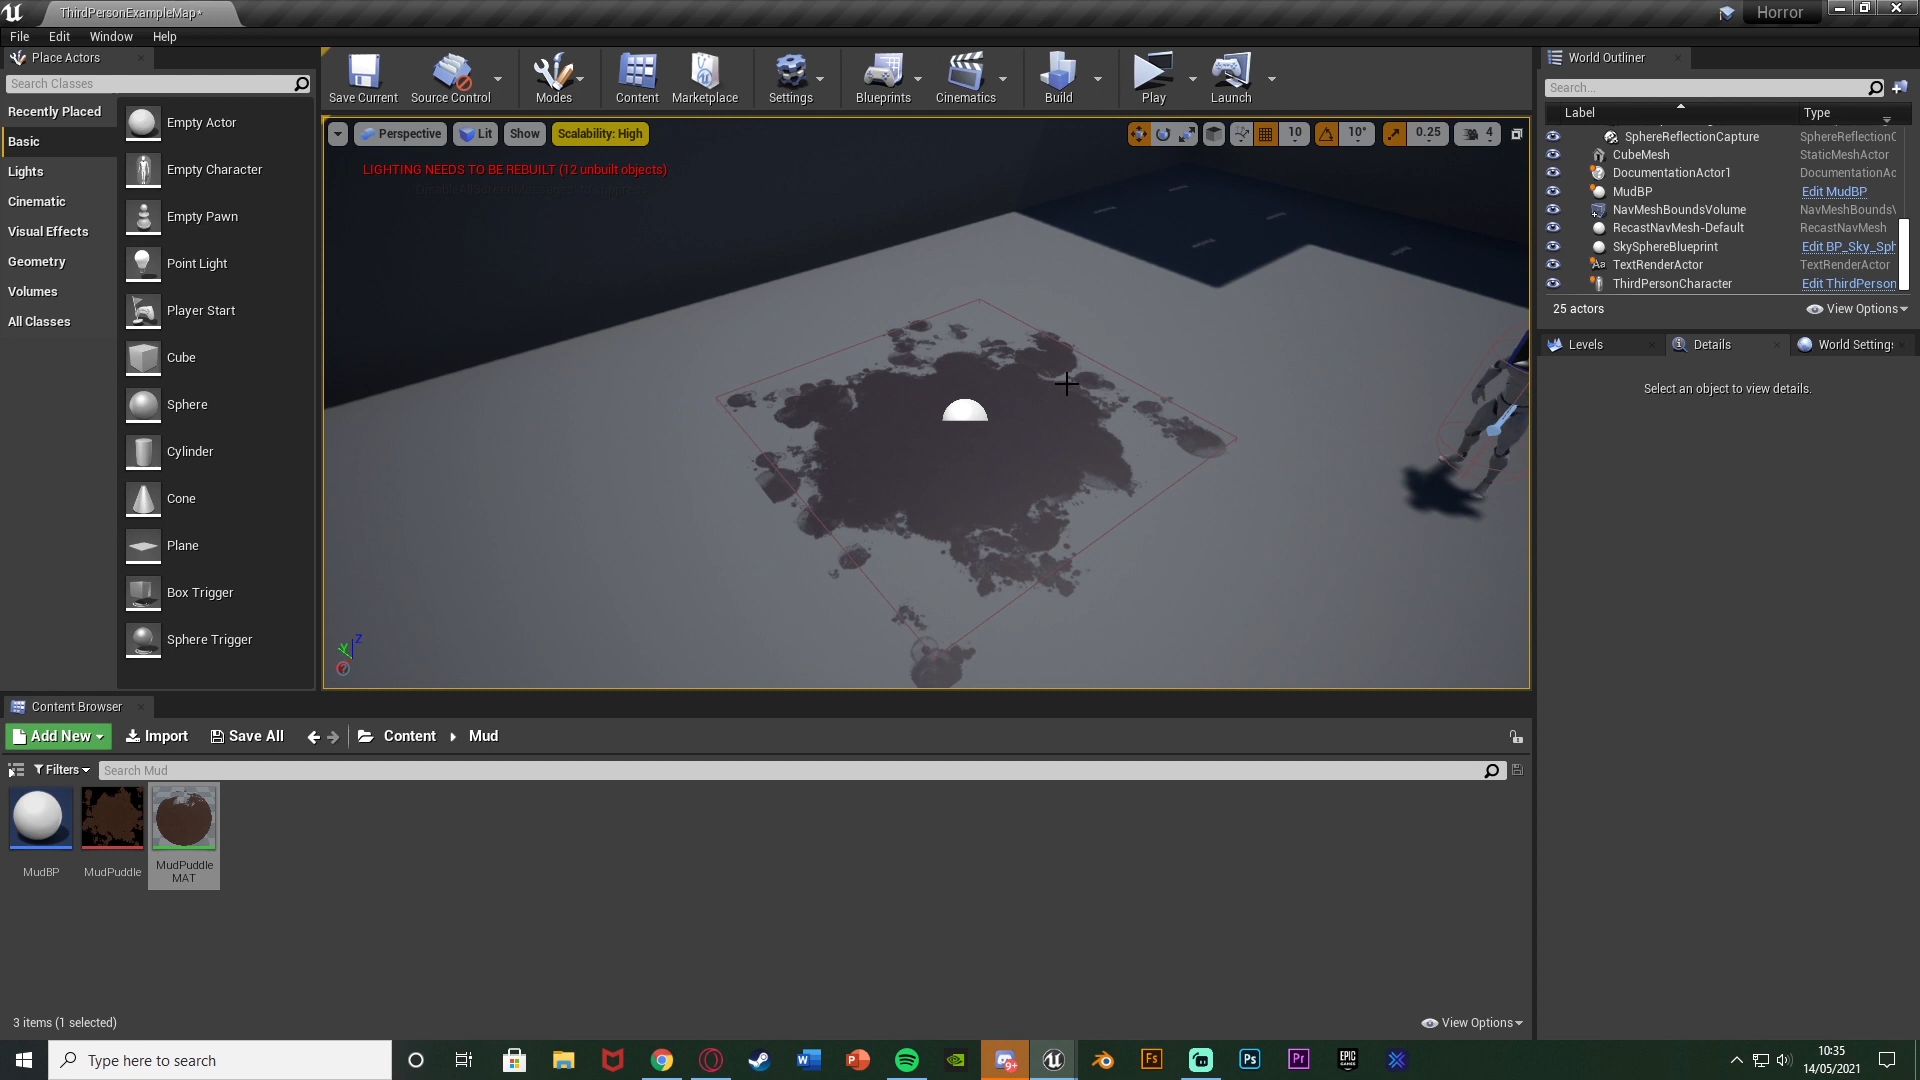 ThirdPersonExampleMap*
Horror
File Edit Window Help
Place Actors
World Outliner
Search Classes
Save Current
Source Control
Modes
Content
Marketplace
Settings
Blueprints
Cinematics
Build
Play
Launch
Search...
Label
Type
Recently Placed
Basic
Lights
Cinematic
Visual Effects
Geometry
Volumes
All Classes
Empty Actor
Empty Character
Empty Pawn
Point Light
Player Start
Cube
Sphere
Cylinder
Cone
Plane
Box Trigger
Sphere Trigger
Perspective
Lit
Show
Scalability: High
10
10°
0.25
4
LIGHTING NEEDS TO BE REBUILT (12 unbuilt objects)
Z
Y
SphereReflectionCapture SphereReflectionC
CubeMesh StaticMeshActor
DocumentationActor1 DocumentationAc
MudBP Edit MudBP
NavMeshBoundsVolume NavMeshBoundsV
RecastNavMesh-Default RecastNavMesh
SkySphereBlueprint Edit BP_Sky_Sph
TextRenderActor TextRenderActor
ThirdPersonCharacter Edit ThirdPerson
25 actors
View Options
Levels
Details
World Settings
Select an object to view details.
Content Browser
Add New
Import
Save All
Content
Mud
Filters
Search Mud
MudBP
MudPuddle
MudPuddle
MAT
3 items (1 selected)
View Options
Type here to search
9+
10:35
14/05/2021